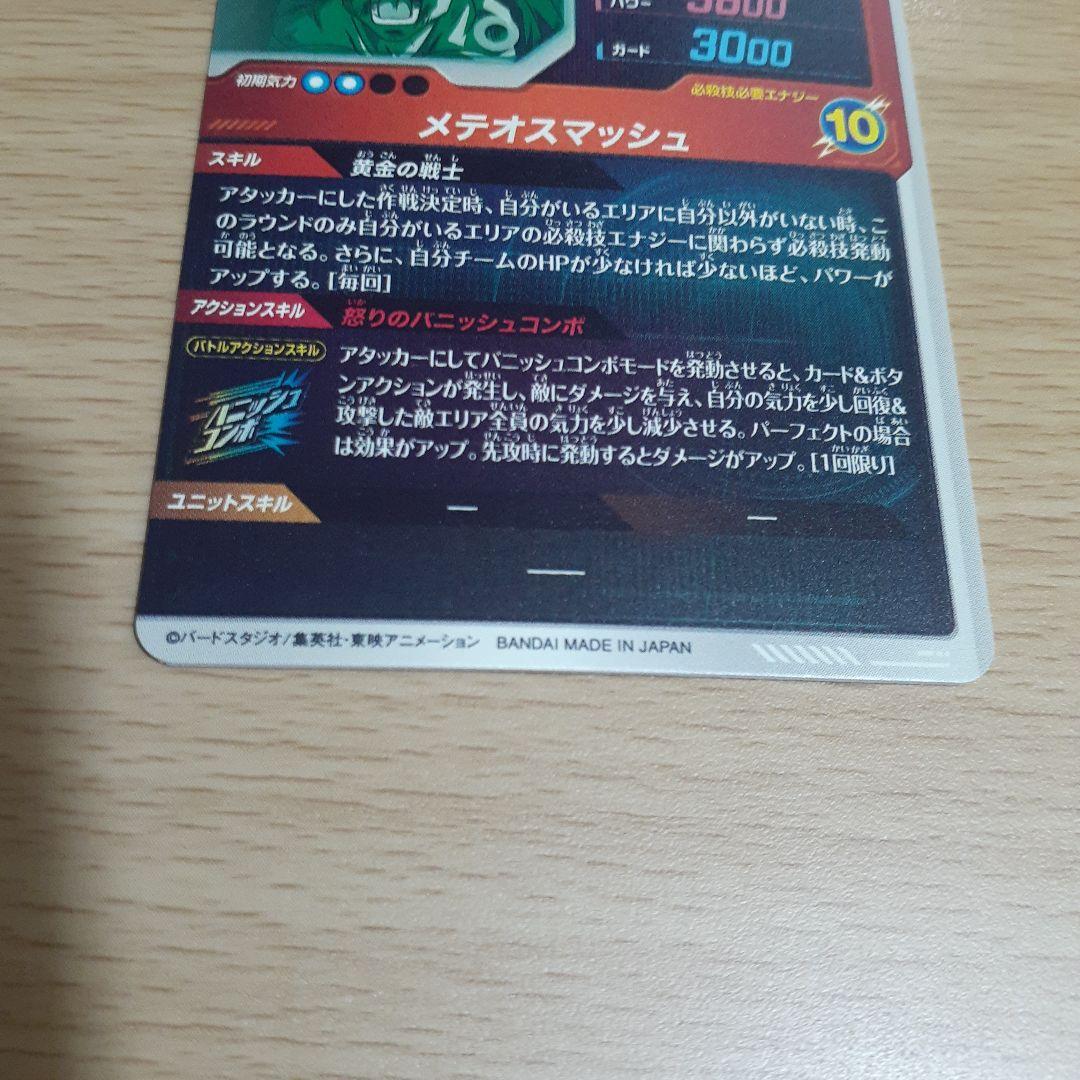 パワー
ガード 3000
初期気力
必殺技必要エナジー
10
メテオスマッシュ
スキル 黄金の戦士
アタッカーにした作戦決定時、自分がいるエリアに自分以外がいない時、こ
のラウンドのみ自分がいるエリアの必殺技エナジーに関わらず必殺技発動
可能となる。さらに、自分チームのHPが少なければ少ないほど、パワーが
アップする。[毎回]
アクションスキル 怒りのバニッシュコンボ
バトルアクションスキル
バニッシュ
コンボ
アタッカーにしてバニッシュコンボモードを発動させると、カード&ボタ
ンアクションが発生し、敵にダメージを与え、自分の気力を少し回復&
攻撃した敵エリア全員の気力を少し減少させる。パーフェクトの場合
は効果がアップ。先攻時に発動するとダメージがアップ。[1回限り]
ユニットスキル — —
—
©バードスタジオ/集英社・東映アニメーション BANDAI MADE IN JAPAN